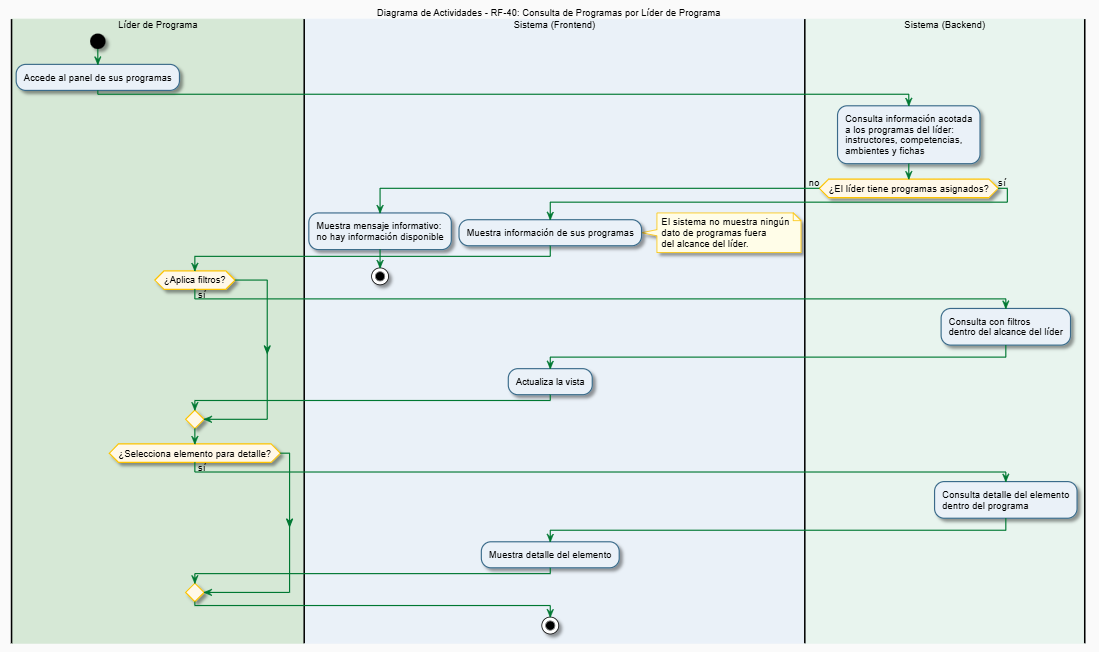 Diagrama de Actividades - RF-40: Consulta de Programas por Líder de Programa
Líder de Programa
Sistema (Frontend)
Sistema (Backend)
Accede al panel de sus programas
Consulta información acotada
a los programas del líder:
instructores, competencias,
ambientes y fichas
no
¿El líder tiene programas asignados?
sí
Muestra mensaje informativo:
no hay información disponible
Muestra información de sus programas
El sistema no muestra ningún
dato de programas fuera
del alcance del líder.
¿Aplica filtros?
sí
Consulta con filtros
dentro del alcance del líder
Actualiza la vista
¿Selecciona elemento para detalle?
sí
Consulta detalle del elemento
dentro del programa
Muestra detalle del elemento